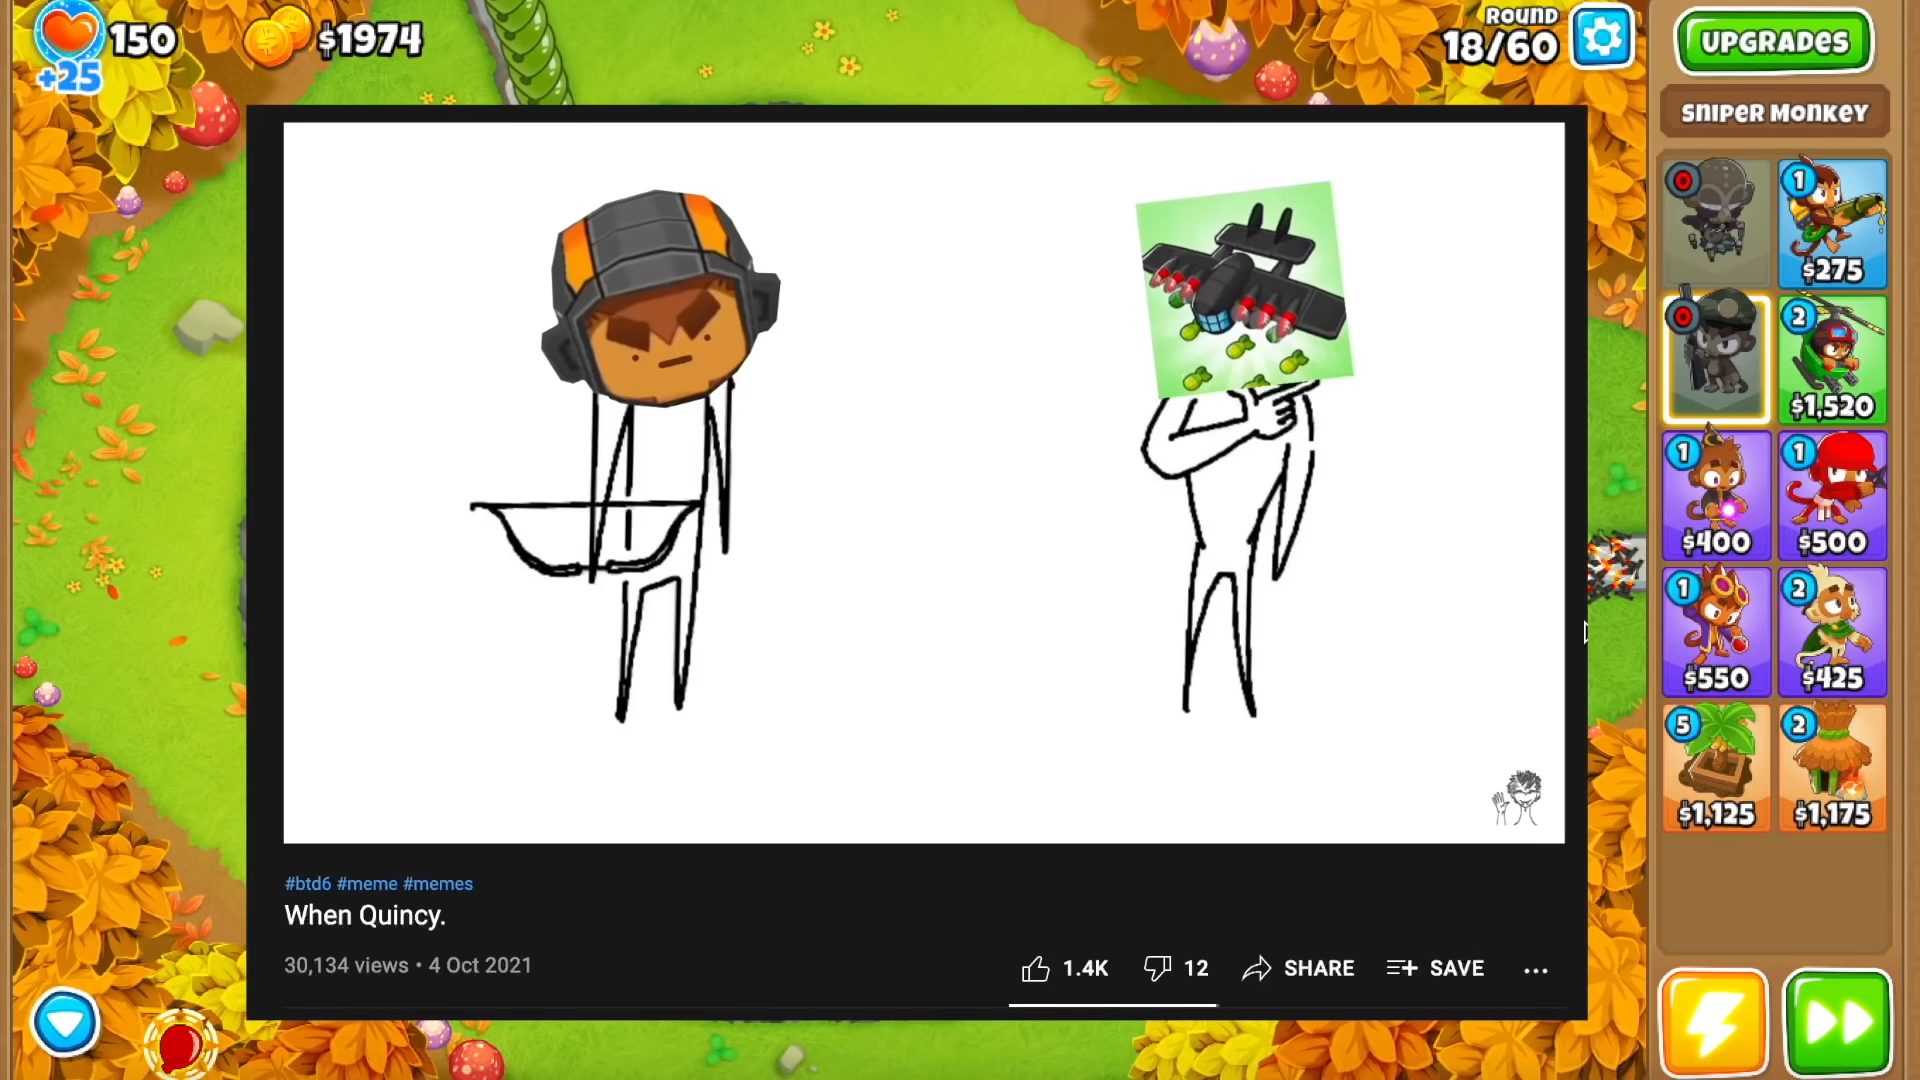 150
+25
$1974
Round
18/60
UPGRADES
Sniper Monkey
0
1
$275
0
2
$1,520
1
$400
1
$500
1
$550
2
$425
5
$1,125
2
$1,175
#btd6 #meme #memes
When Quincy.
30,134 views • 4 Oct 2021
1.4K
12
SHARE
SAVE